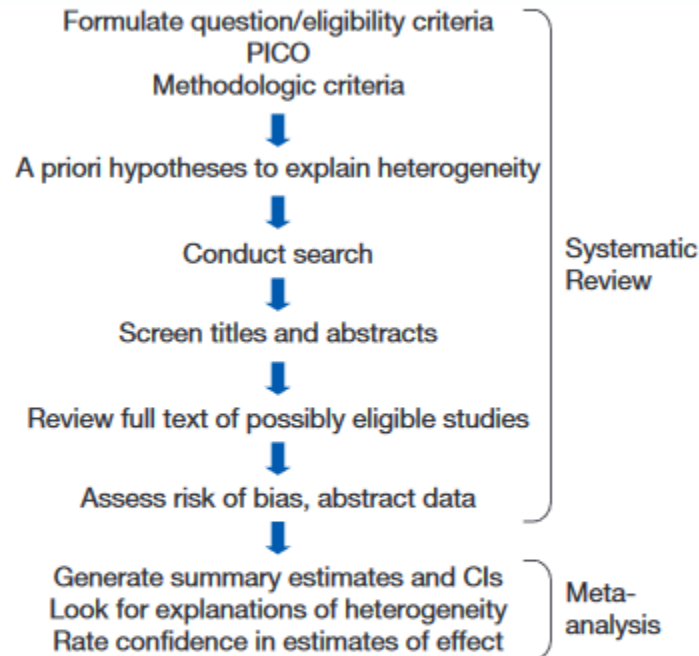 Formulate question/eligibility criteria
PICO
Methodologic criteria
A priori hypotheses to explain heterogeneity
Conduct search
Screen titles and abstracts
Review full text of possibly eligible studies
Assess risk of bias, abstract data
Systematic
Review
Generate summary estimates and CIs
Look for explanations of heterogeneity
Rate confidence in estimates of effect
Meta-
analysis